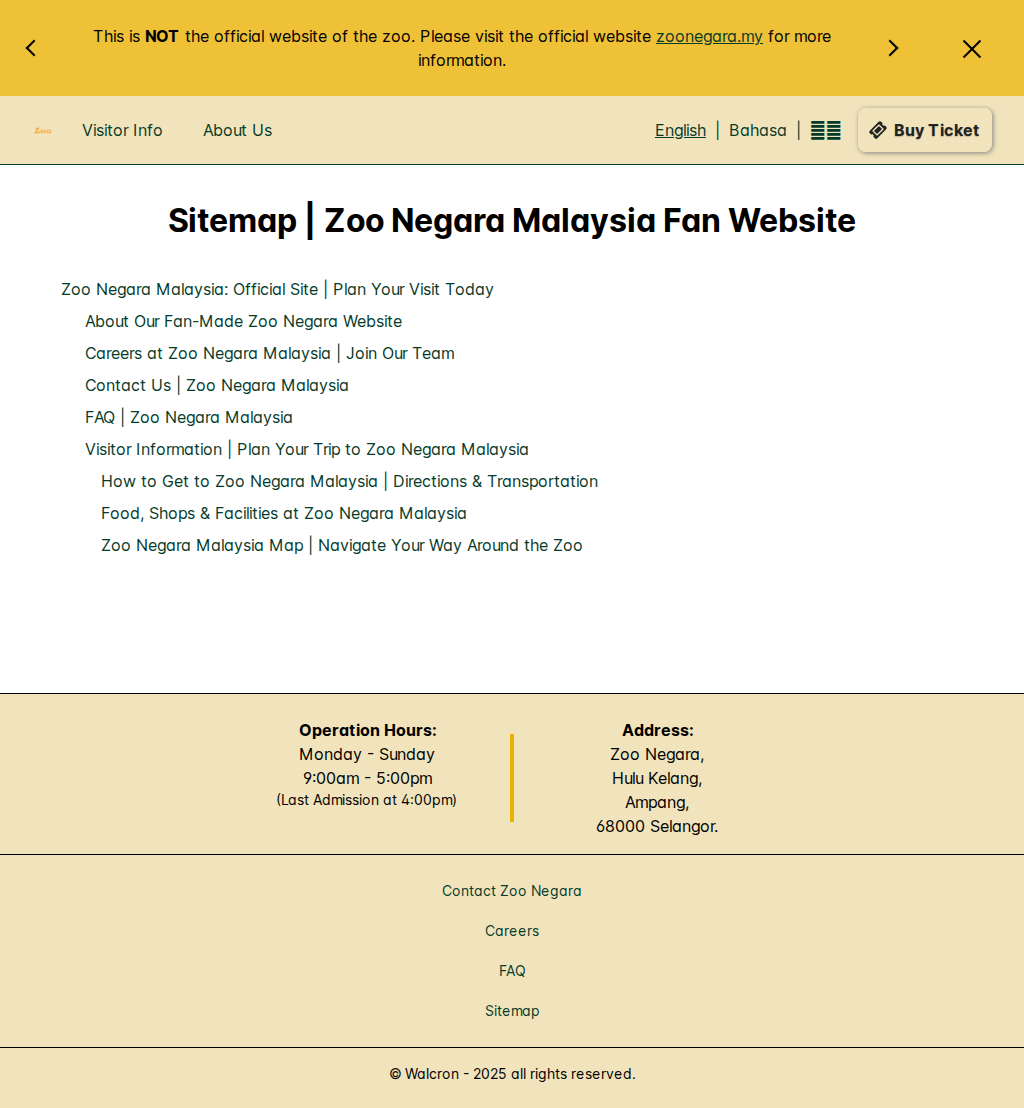 This is NOT the official website of the zoo. Please visit the official website zoonegara.my for more
information.
Zoo
Visitor Info
About Us
English | Bahasa |
Buy Ticket
Sitemap | Zoo Negara Malaysia Fan Website
Zoo Negara Malaysia: Official Site | Plan Your Visit Today
About Our Fan-Made Zoo Negara Website
Careers at Zoo Negara Malaysia | Join Our Team
Contact Us | Zoo Negara Malaysia
FAQ | Zoo Negara Malaysia
Visitor Information | Plan Your Trip to Zoo Negara Malaysia
How to Get to Zoo Negara Malaysia | Directions & Transportation
Food, Shops & Facilities at Zoo Negara Malaysia
Zoo Negara Malaysia Map | Navigate Your Way Around the Zoo
Operation Hours:
Monday - Sunday
9:00am - 5:00pm
(Last Admission at 4:00pm)
Address:
Zoo Negara,
Hulu Kelang,
Ampang,
68000 Selangor.
Contact Zoo Negara
Careers
FAQ
Sitemap
© Walcron - 2025 all rights reserved.